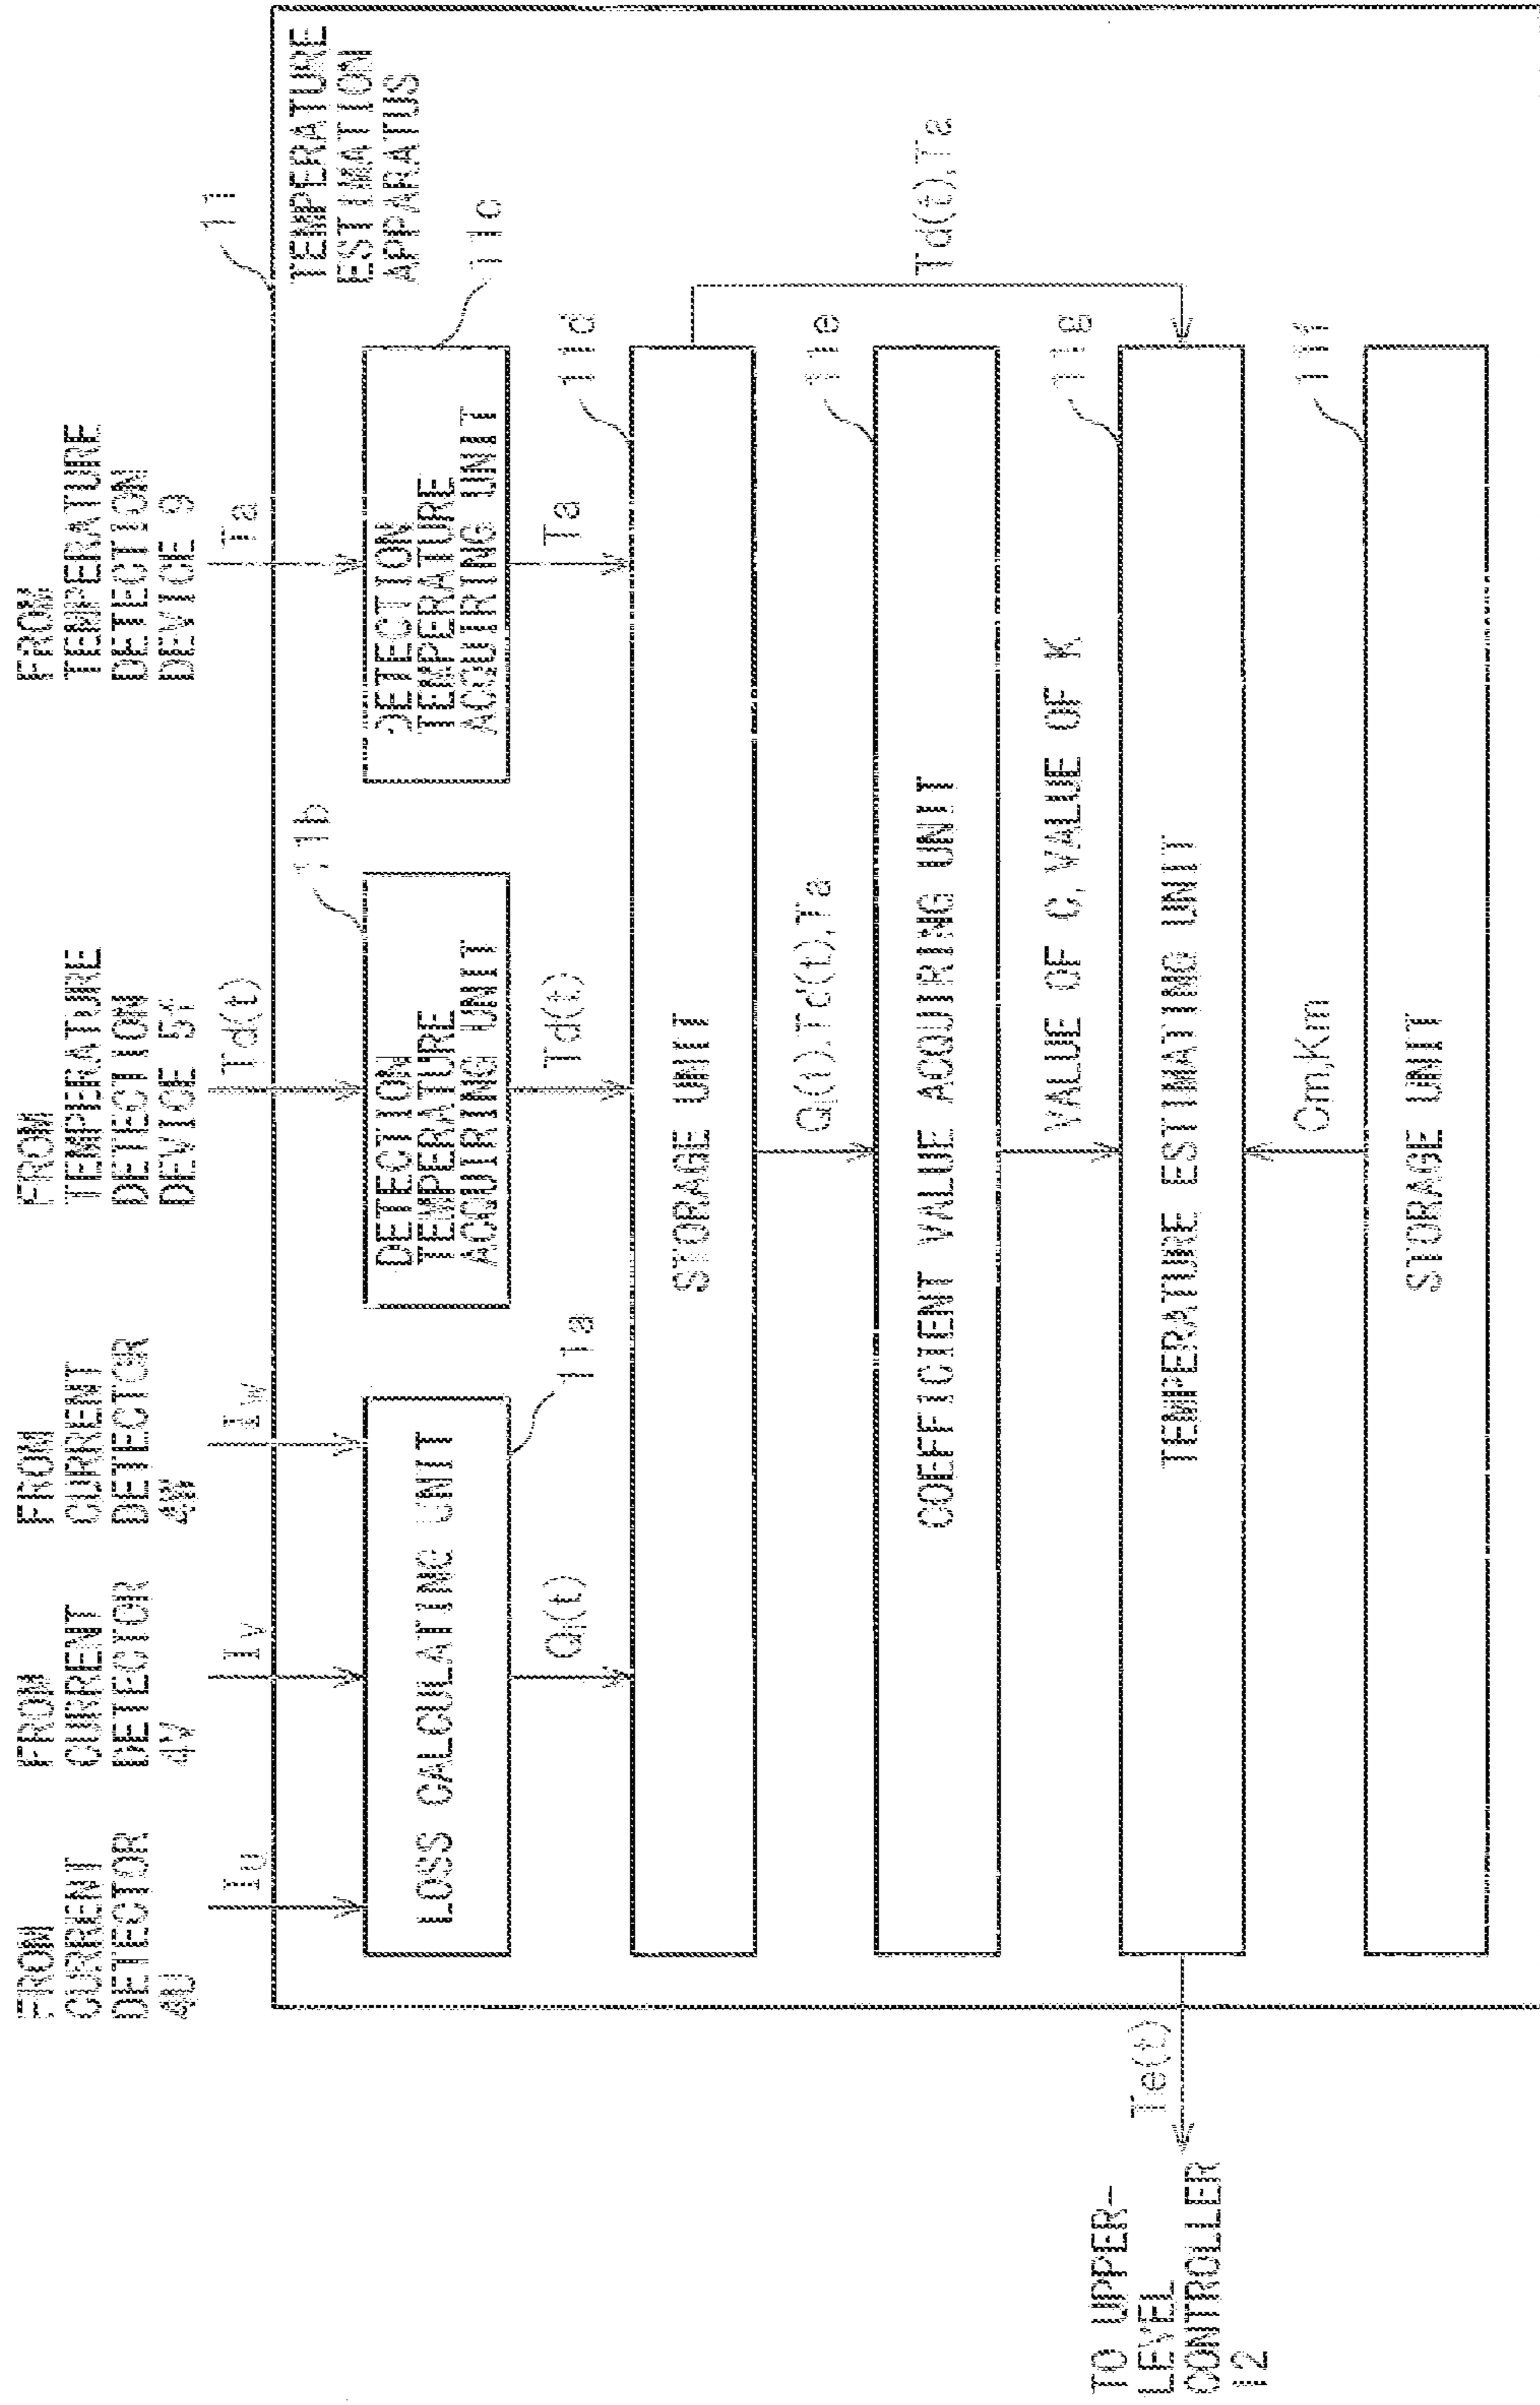 FROM
CURRENT
DETECTOR
4U
FROM
CURRENT
DETECTOR
4V
FROM
CURRENT
DETECTOR
4W
FROM
TEMPERATURE
DETECTION
FROM
TEMPERATURE
DETECTION
DEVICE 9
Iu
Iv
Iw
Td(t)
Ta
11
TEMPERATURE
ESTIMATION
APPARATUS
LOSS CALCULATING UNIT
11a
DETECTION
TEMPERATURE
ACQUIRING UNIT
11b
DETECTION
TEMPERATURE
ACQUIRING UNIT
11c
Q(t)
Td(t)
Ta
STORAGE UNIT
11d
Q(t),Td(t),Ta
Td(t),Ta
COEFFICIENT VALUE ACQUIRING UNIT
11e
VALUE OF C, VALUE OF K
TEMPERATURE ESTIMATING UNIT
11g
Te(t)
TO UPPER-
LEVEL
CONTROLLER
12
Cm,Km
STORAGE UNIT
11f